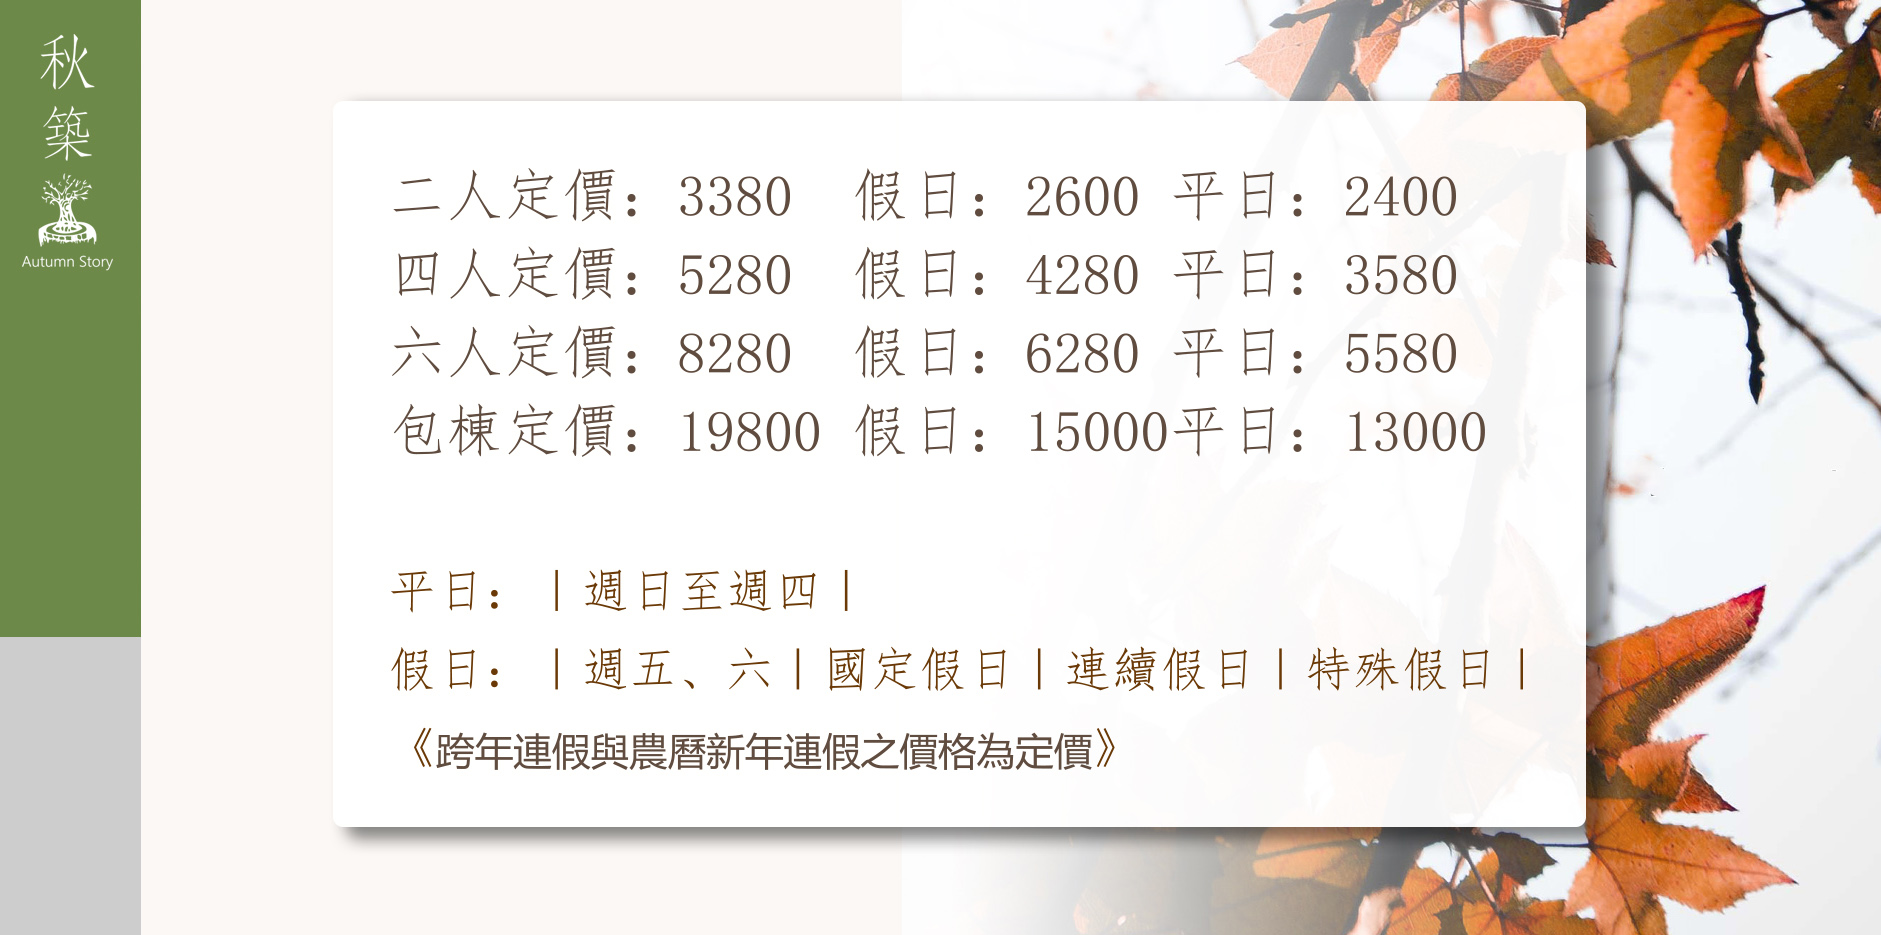 秋築
Autumn Story
二人定價：3380 假日：2600 平日：2400
四人定價：5280 假日：4280 平日：3580
六人定價：8280 假日：6280 平日：5580
包棟定價：19800 假日：15000平日：13000
平日：｜週日至週四｜
假日：｜週五、六｜國定假日｜連續假日｜特殊假日｜
《跨年連假與農曆新年連假之價格為定價》